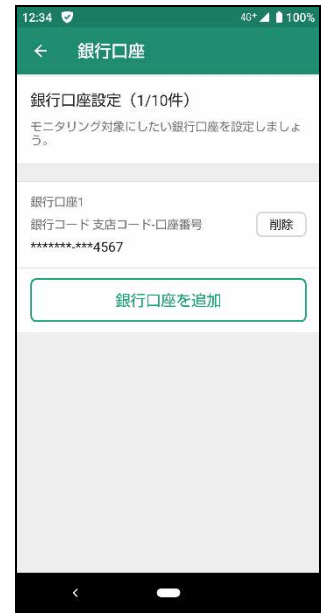 12:34 4G+ 100%
← 銀行口座
銀行口座設定（1/10件）
モニタリング対象にしたい銀行口座を設定しましょ
う。
銀行口座1
銀行コード 支店コード-口座番号 削除
*******-***4567
銀行口座を追加